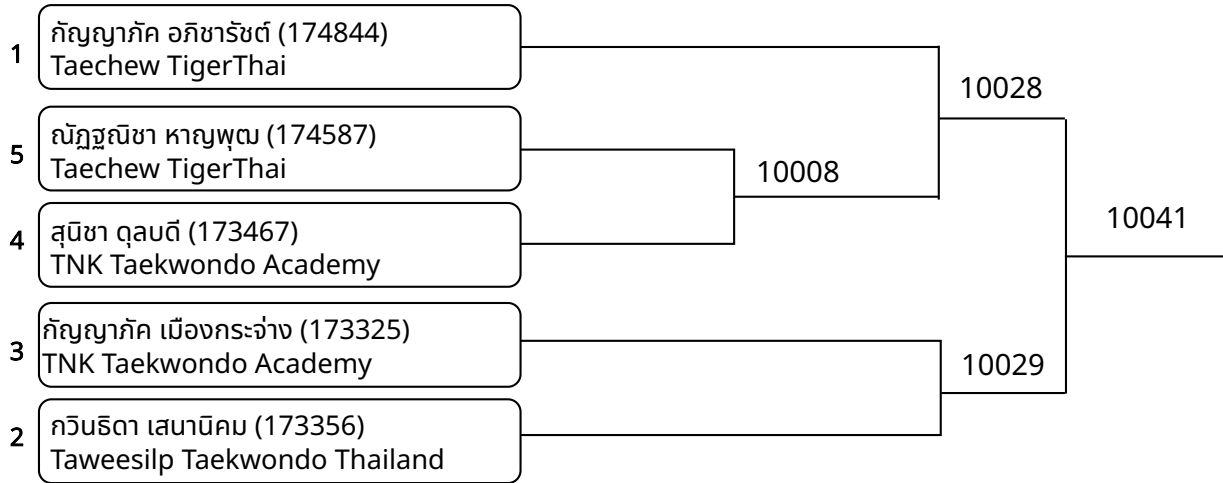 1
กัญญาภัค อภิชารัชต์ (174844)
Taechew TigerThai
5
ณัฏฐณิชา หาญพุฒ (174587)
Taechew TigerThai
4
สุนิชา ดุลบดี (173467)
TNK Taekwondo Academy
3
กัญญาภัค เมืองกระจ่าง (173325)
TNK Taekwondo Academy
2
กวินธิดา เสนานิคม (173356)
Taweesilp Taekwondo Thailand
10008
10028
10029
10041